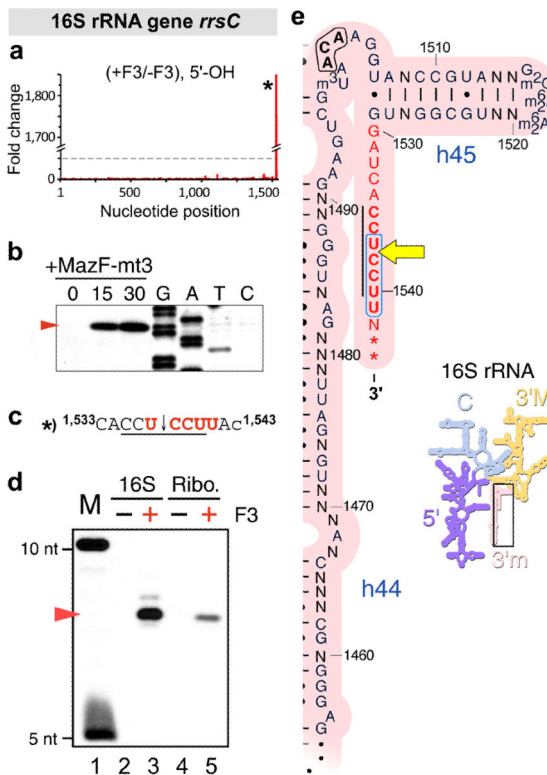 16S rRNA gene rrsC
a
(+F3/-F3), 5'-OH
*
Fold change
1,800
1,700
0
1 500 1,000 1,500
Nucleotide position
b
+MazF-mt3
0 15 30 G A T C
c
*) 1,533CACCU↓CCUUAc1,543
d
16S Ribo.
M − + − + F3
10 nt
5 nt
1 2 3 4 5
e
1510
1520
1530
h45
1490
1540
1480
3'
1470
h44
1460
16S rRNA
C
3'M
5'
3'm